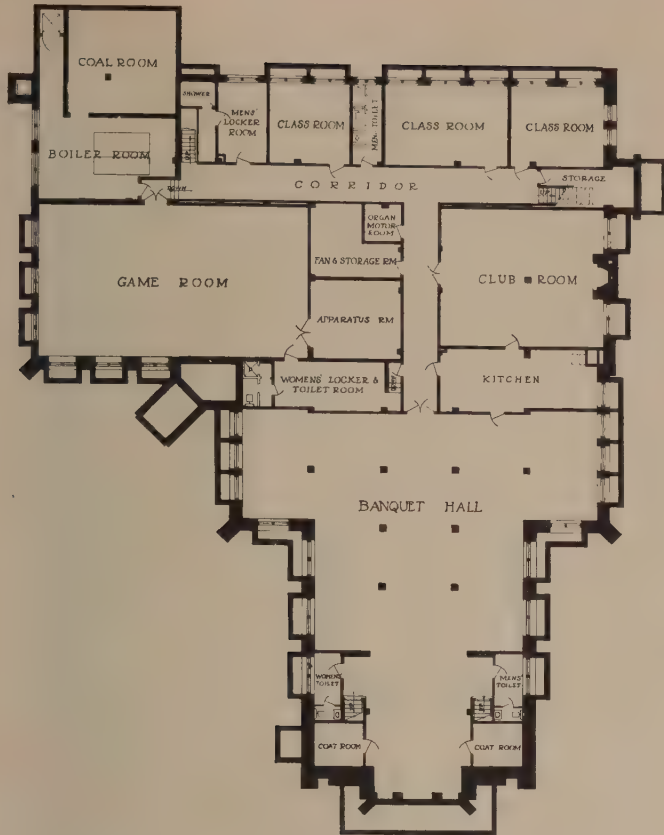 COAL ROOM
SHOWER
MENS'
LOCKER
ROOM
CLASS ROOM
MENS TOILET
CLASS ROOM
CLASS ROOM
BOILER ROOM
CORRIDOR
STORAGE
ORGAN
MOTOR
ROOM
FAN & STORAGE RM
GAME ROOM
CLUB ROOM
APPARATUS RM
WOMENS' LOCKER &
TOILET ROOM
KITCHEN
BANQUET HALL
WOMENS'
TOILET
MENS'
TOILET
COAT ROOM
COAT ROOM